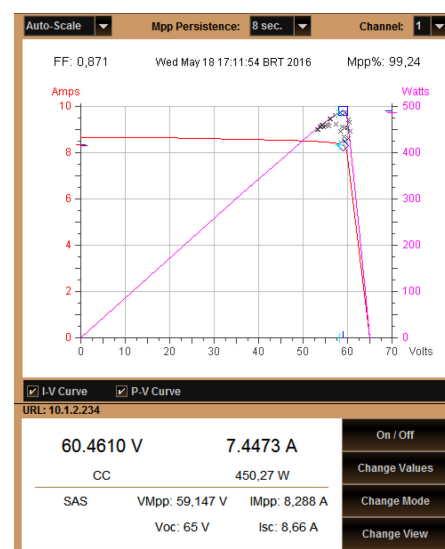 Auto-Scale Mpp Persistence: 8 sec. Channel: 1
FF: 0,871 Wed May 18 17:11:54 BRT 2016 Mpp%: 99,24
Amps Watts
10 500
8 400
6 300
4 200
2 100
0 0
0 10 20 30 40 50 60 70 Volts
I-V Curve P-V Curve
URL: 10.1.2.234
60.4610 V 7.4473 A On / Off
CC 450,27 W Change Values
SAS VMpp: 59,147 V IMpp: 8,288 A Change Mode
Voc: 65 V Isc: 8,66 A Change View